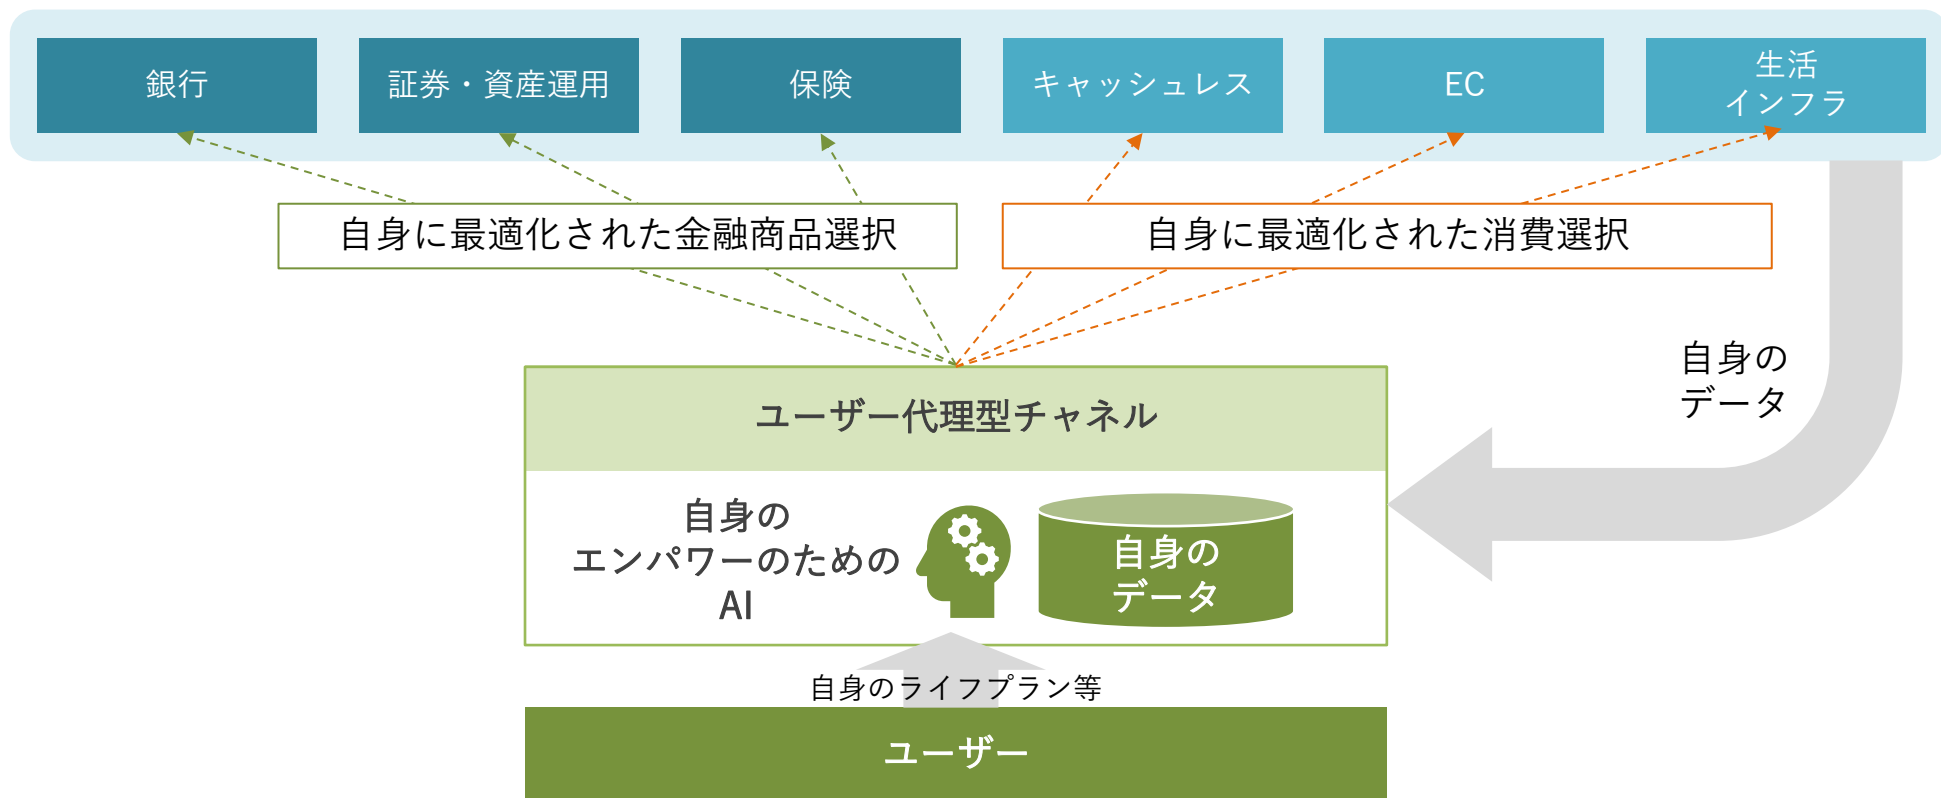 銀行
証券・資産運用
保険
キャッシュレス
EC
生活
インフラ
自身に最適化された金融商品選択
自身に最適化された消費選択
自身の
データ
ユーザー代理型チャネル
自身の
エンパワーのための
AI
自身の
データ
自身のライフプラン等
ユーザー